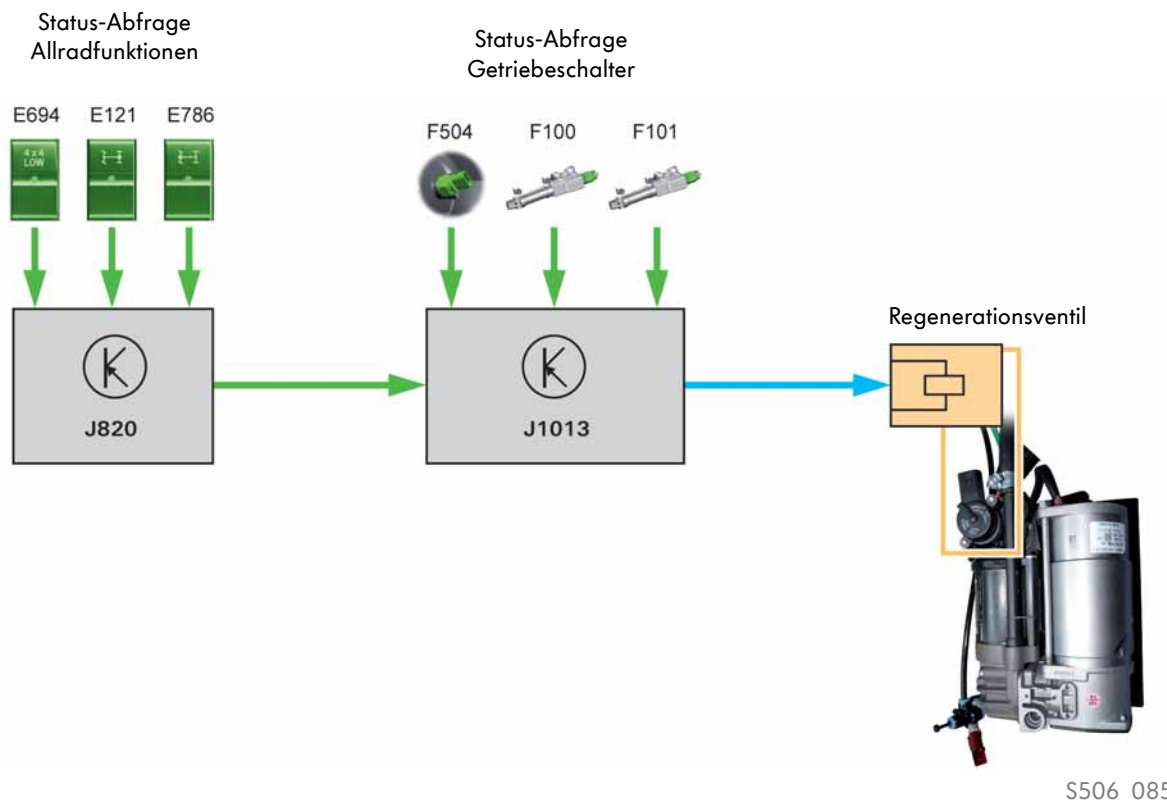 Status-Abfrage
Allradfunktionen
Status-Abfrage
Getriebeschalter
E694 E121 E786
4x4
LOW
F504 F100 F101
Regenerationsventil
J820
J1013
S506_085